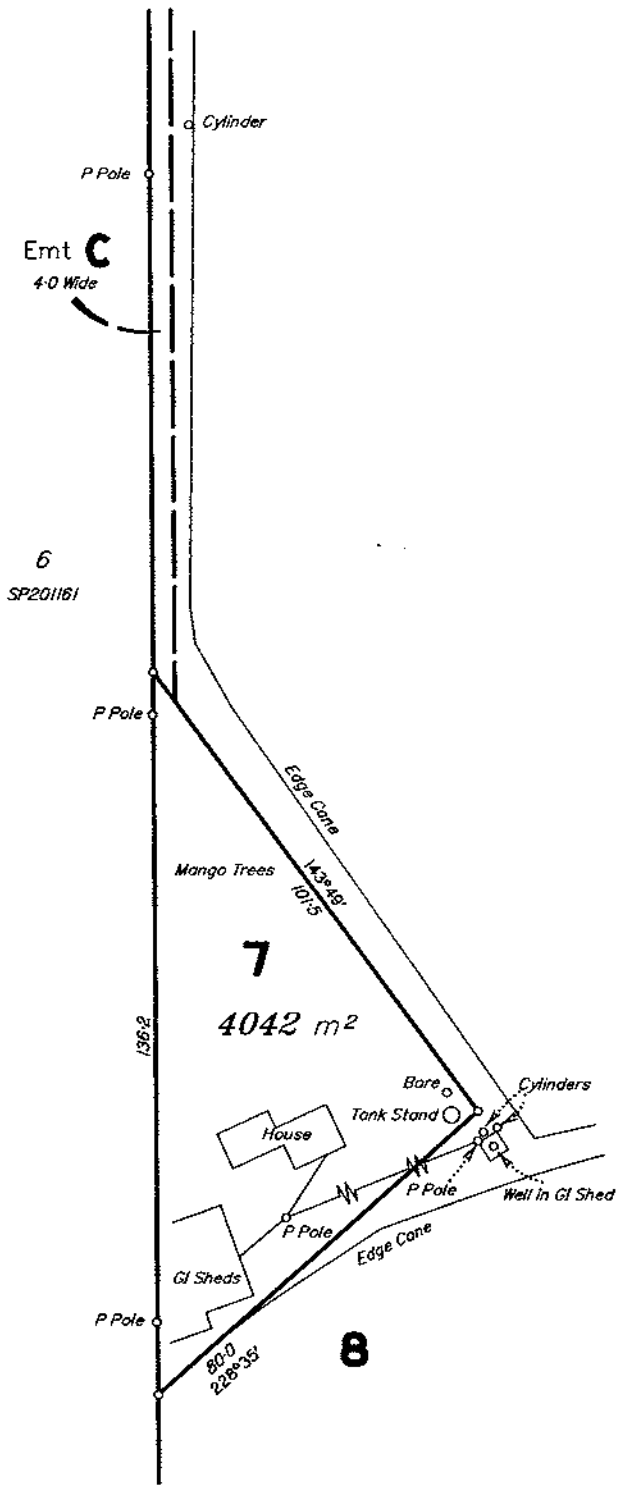 Cylinder
P Pole
Emt C
4·0 Wide
6
SP201161
P Pole
Edge Cane
Mango Trees
143°49'
101·5
7
136·2
4042 m²
Bore
Cylinders
Tank Stand
House
P Pole
Well in GI Shed
P Pole
Edge Cane
GI Sheds
P Pole
80·0
228°35'
8